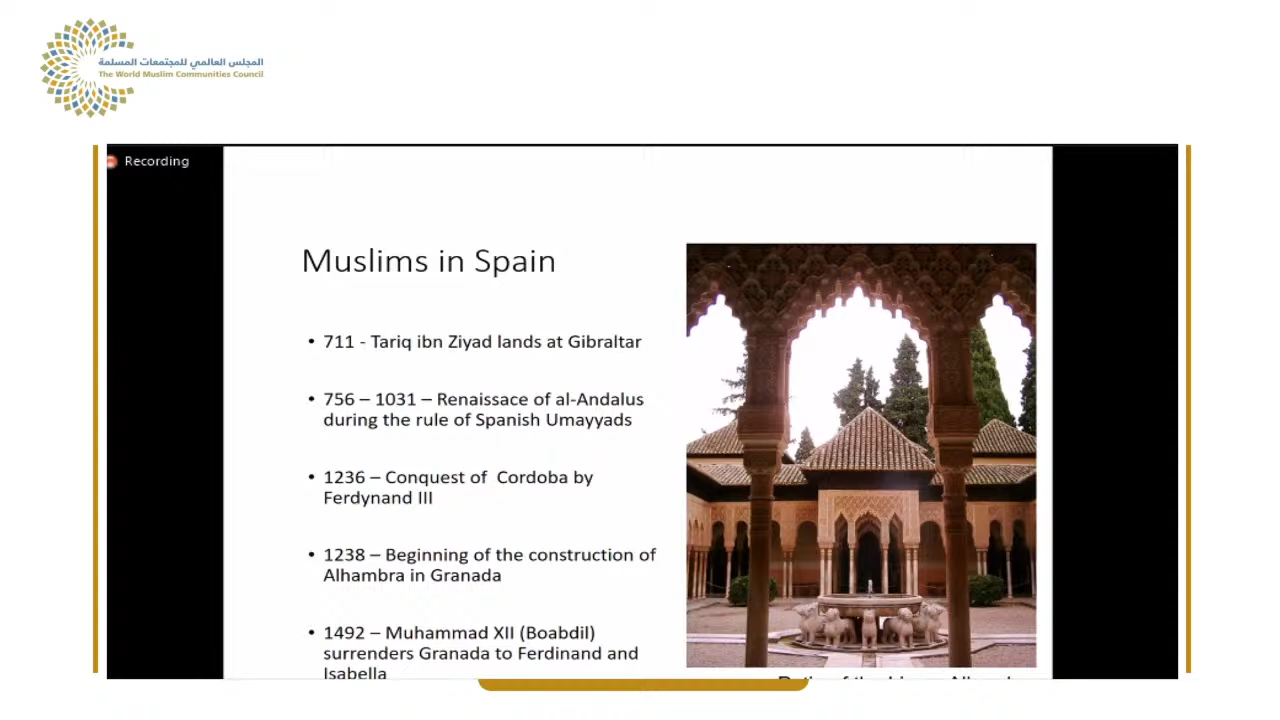 المجلس العالمي للمجتمعات المسلمة
The World Muslim Communities Council
Recording
Muslims in Spain
• 711 - Tariq ibn Ziyad lands at Gibraltar
• 756 – 1031 – Renaissace of al-Andalus
during the rule of Spanish Umayyads
• 1236 – Conquest of Cordoba by
Ferdynand III
• 1238 – Beginning of the construction of
Alhambra in Granada
• 1492 – Muhammad XII (Boabdil)
surrenders Granada to Ferdinand and
Isabella